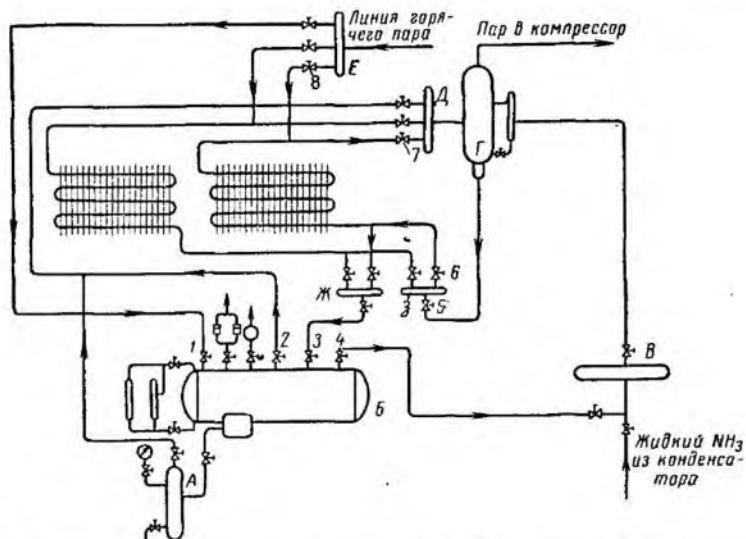 Линия горя-
чего пара
Пар в компрессор
8
Е
Д
Г
7
Ж
6
З
5
1
2
3
4
В
Б
А
Жидкий NH3
из конденса-
тора